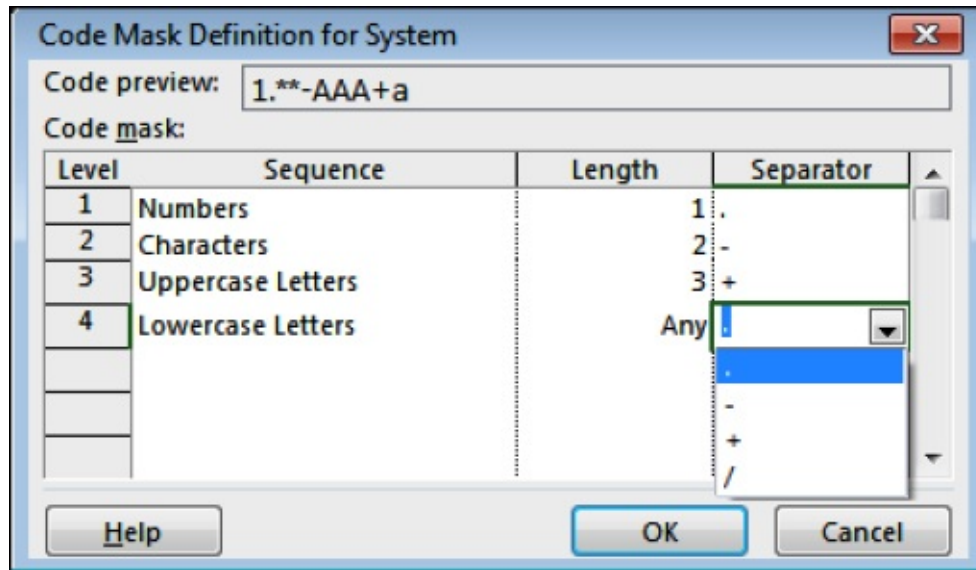 Code Mask Definition for System
Code preview: 1.**-AAA+a
Code mask:
Level Sequence Length Separator
1 Numbers 1 .
2 Characters 2 -
3 Uppercase Letters 3 +
4 Lowercase Letters Any .
.
-
+
/
Help OK Cancel